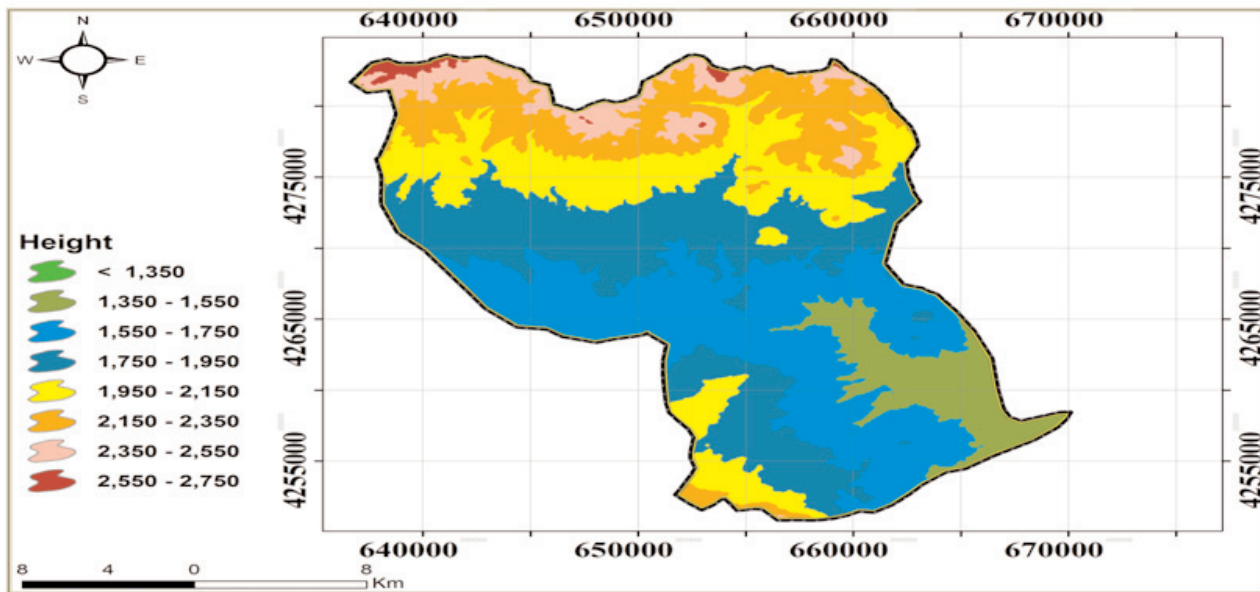 640000 650000 660000 670000
N
W E
S
4275000 4275000
Height
< 1,350
1,350 - 1,550
1,550 - 1,750
1,750 - 1,950
1,950 - 2,150
2,150 - 2,350
2,350 - 2,550
2,550 - 2,750
4265000 4265000
4255000 4255000
640000 650000 660000 670000
8 4 0 8 Km